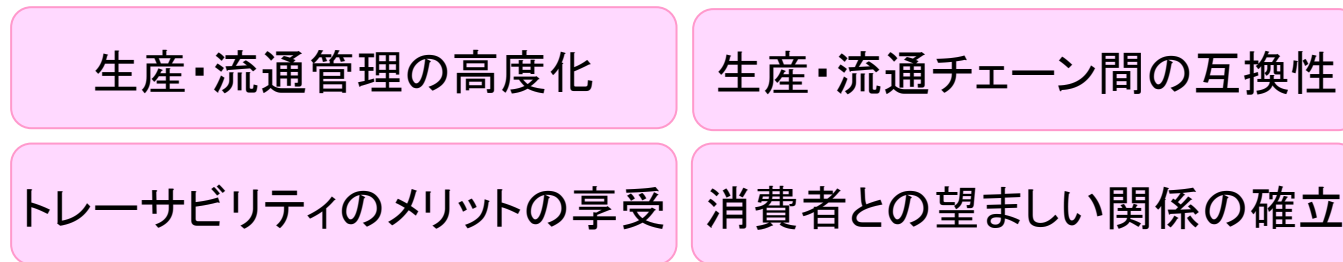 生産・流通管理の高度化
生産・流通チェーン間の互換性
トレーサビリティのメリットの享受
消費者との望ましい関係の確立